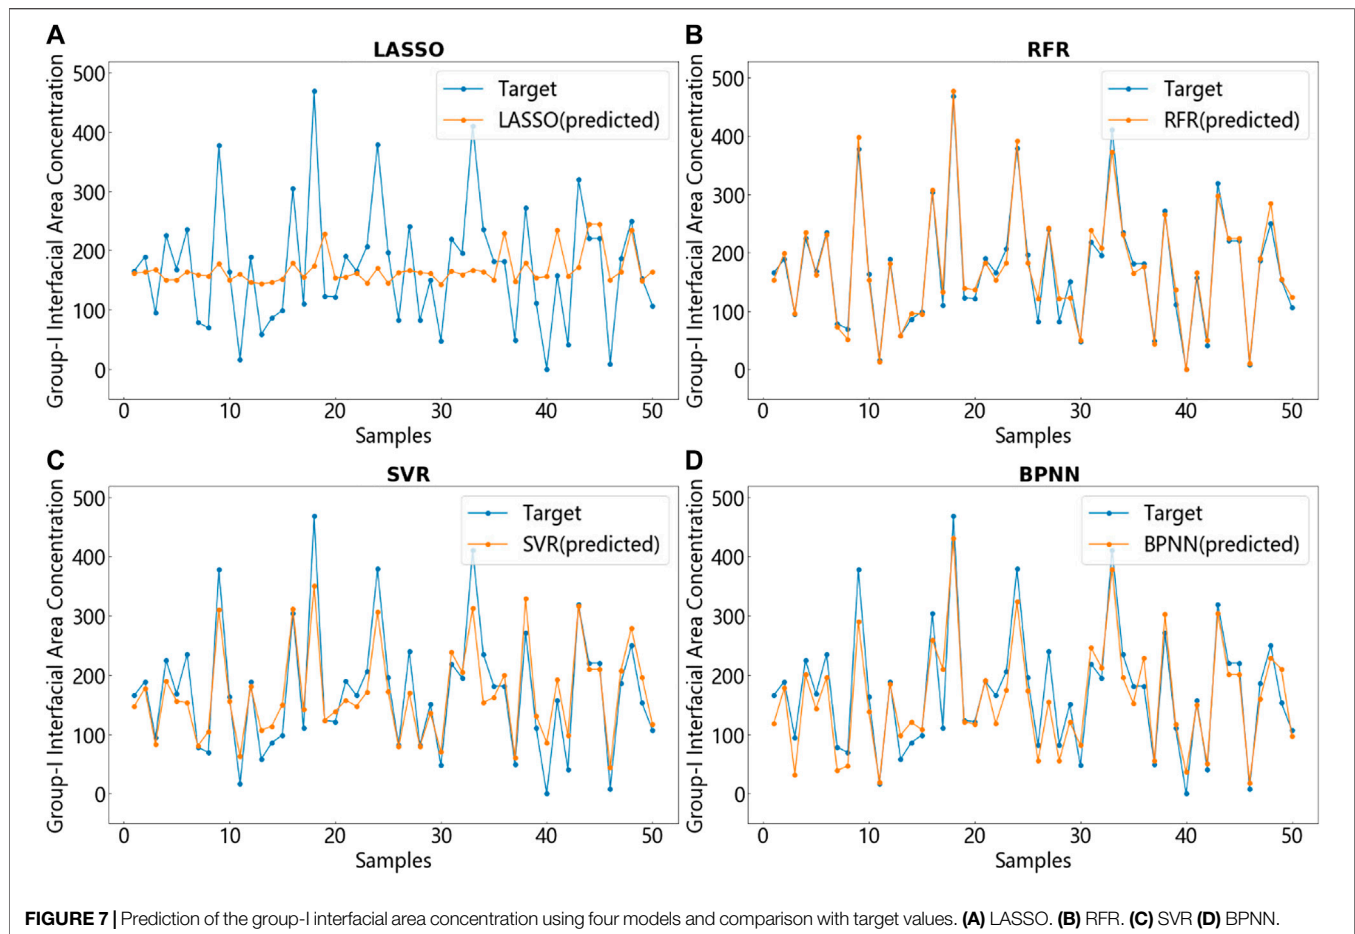 A
LASSO
Group-I Interfacial Area Concentration
500
400
300
200
100
0
Target
LASSO(predicted)
0 10 20 30 40 50
Samples
B
RFR
Group-I Interfacial Area Concentration
500
400
300
200
100
0
Target
RFR(predicted)
0 10 20 30 40 50
Samples
C
SVR
Group-I Interfacial Area Concentration
500
400
300
200
100
0
Target
SVR(predicted)
0 10 20 30 40 50
Samples
D
BPNN
Group-I Interfacial Area Concentration
500
400
300
200
100
0
Target
BPNN(predicted)
0 10 20 30 40 50
Samples
FIGURE 7 | Prediction of the group-I interfacial area concentration using four models and comparison with target values. (A) LASSO. (B) RFR. (C) SVR (D) BPNN.